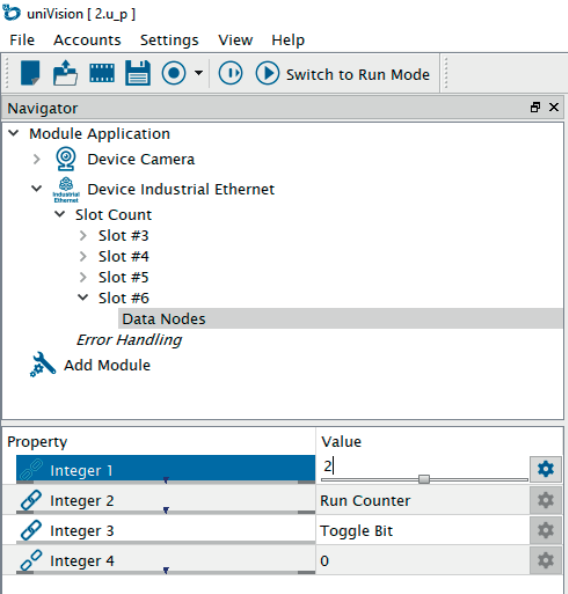 uniVision [ 2.u_p ]
File Accounts Settings View Help
Switch to Run Mode
Navigator
Module Application
Device Camera
Industrial
Ethernet
Device Industrial Ethernet
Slot Count
Slot #3
Slot #4
Slot #5
Slot #6
Data Nodes
Error Handling
Add Module
Property Value
Integer 1 2
Integer 2 Run Counter
Integer 3 Toggle Bit
Integer 4 0